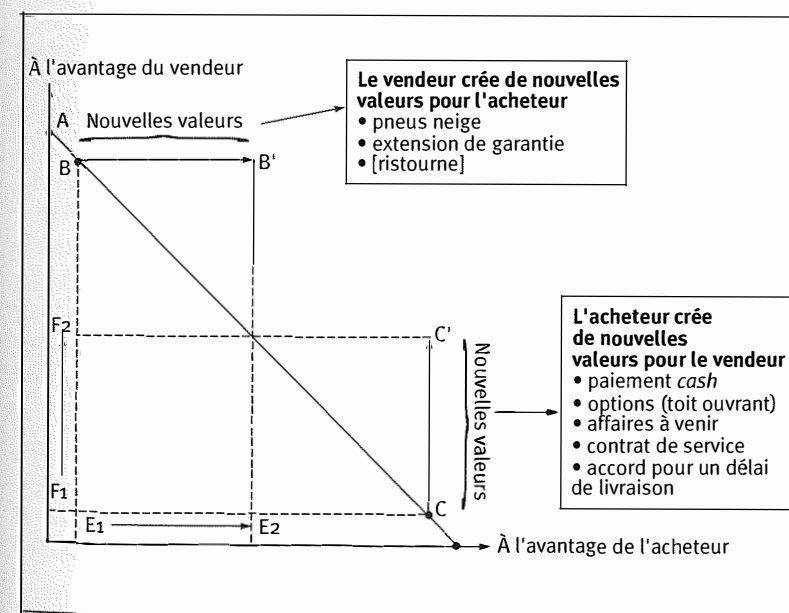 À l'avantage du vendeur
Le vendeur crée de nouvelles
valeurs pour l'acheteur
• pneus neige
• extension de garantie
• [ristourne]
A
Nouvelles valeurs
B
B'
F2
C'
L'acheteur crée
de nouvelles
valeurs pour le vendeur
• paiement cash
• options (toit ouvrant)
• affaires à venir
• contrat de service
• accord pour un délai
de livraison
Nouvelles valeurs
F1
C
E1
E2
À l'avantage de l'acheteur